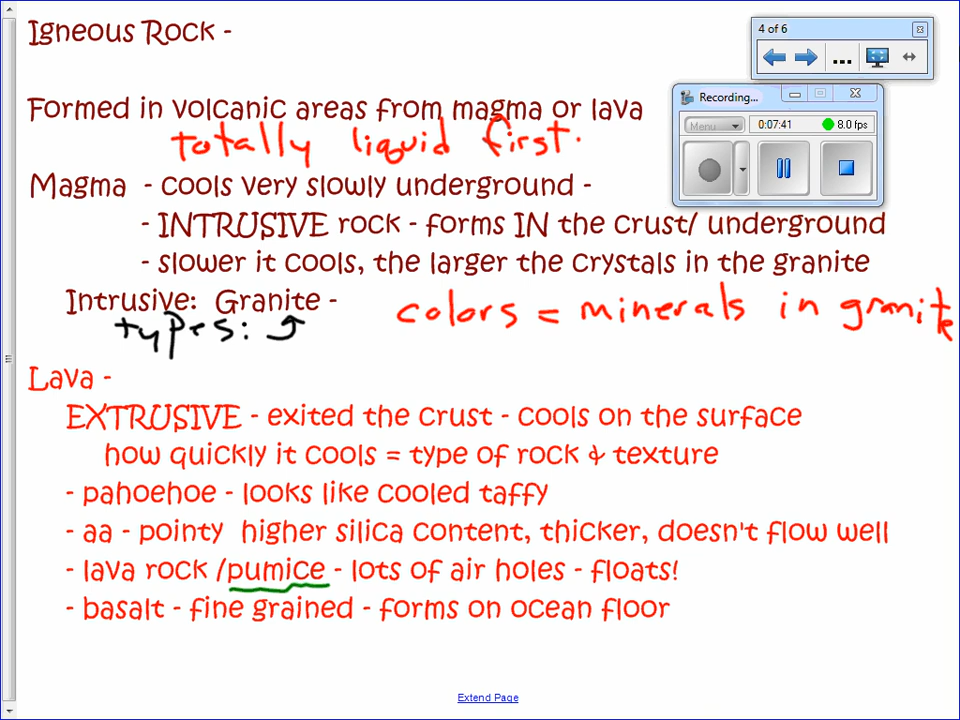 Igneous Rock -
4 of 6
Recording...
Formed in volcanic areas from magma or lava
Menu
0:07:41
8.0 fps
totally liquid first.
Magma - cools very slowly underground -
- INTRUSIVE rock - forms IN the crust/ underground
- slower it cools, the larger the crystals in the granite
Intrusive: Granite -
colors = minerals in granite
types:
Lava -
EXTRUSIVE - exited the crust - cools on the surface
how quickly it cools = type of rock & texture
- pahoehoe - looks like cooled taffy
- aa - pointy higher silica content, thicker, doesn't flow well
- lava rock /pumice - lots of air holes - floats!
- basalt - fine grained - forms on ocean floor
Extend Page